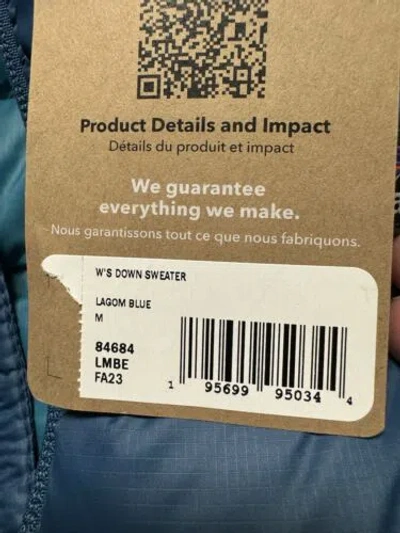 Product Details and Impact
Détails du produit et impact
We guarantee
everything we make.
Nous garantissons tout ce que nous fabriquons.
W'S DOWN SWEATER
LAGOM BLUE
M
84684
LMBE
FA23
1 95699 95034 4